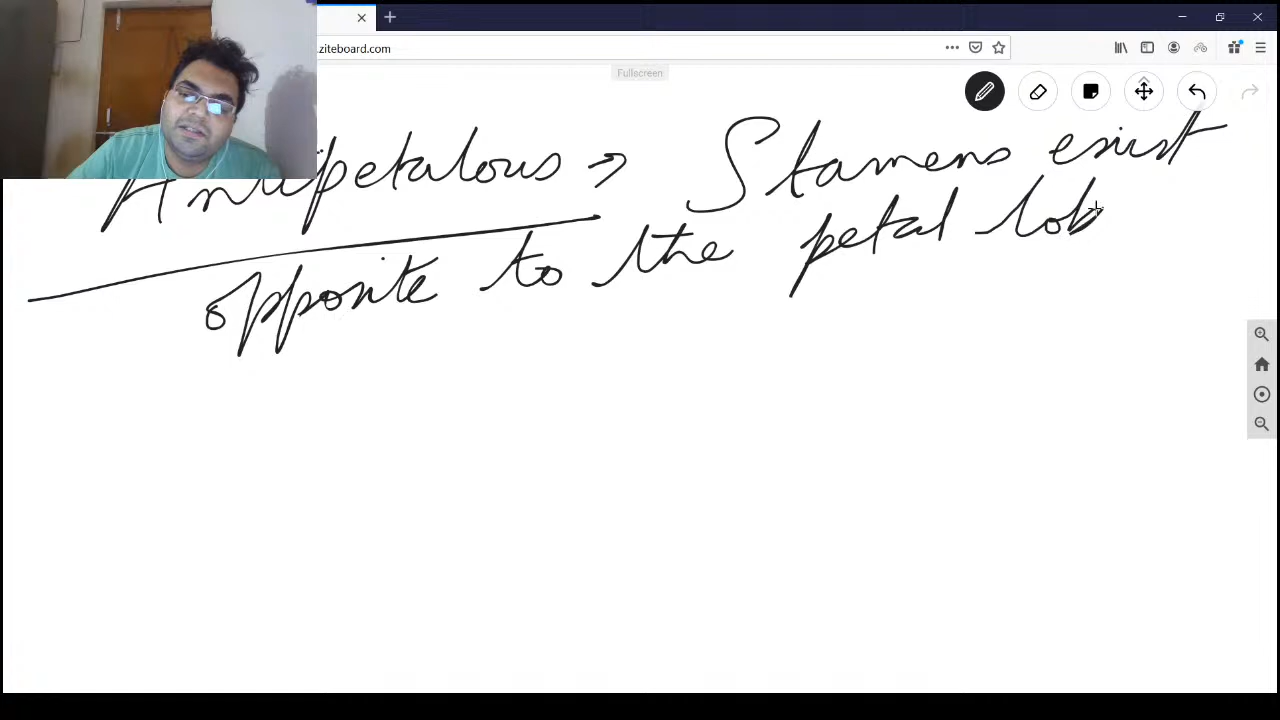 ziteboard.com
Fullscreen
Antipetalous → Stamens exist
opposite to the petal lob